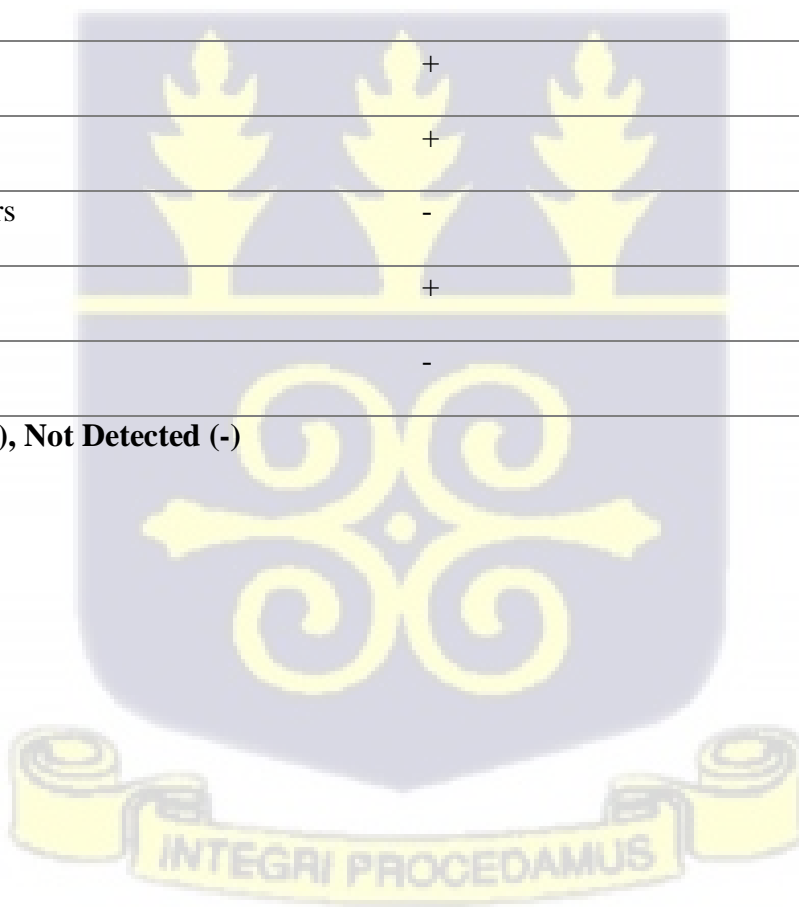 +
+
rs -
+
-
), Not Detected (-)
INTEGRI PROCEDAMUS